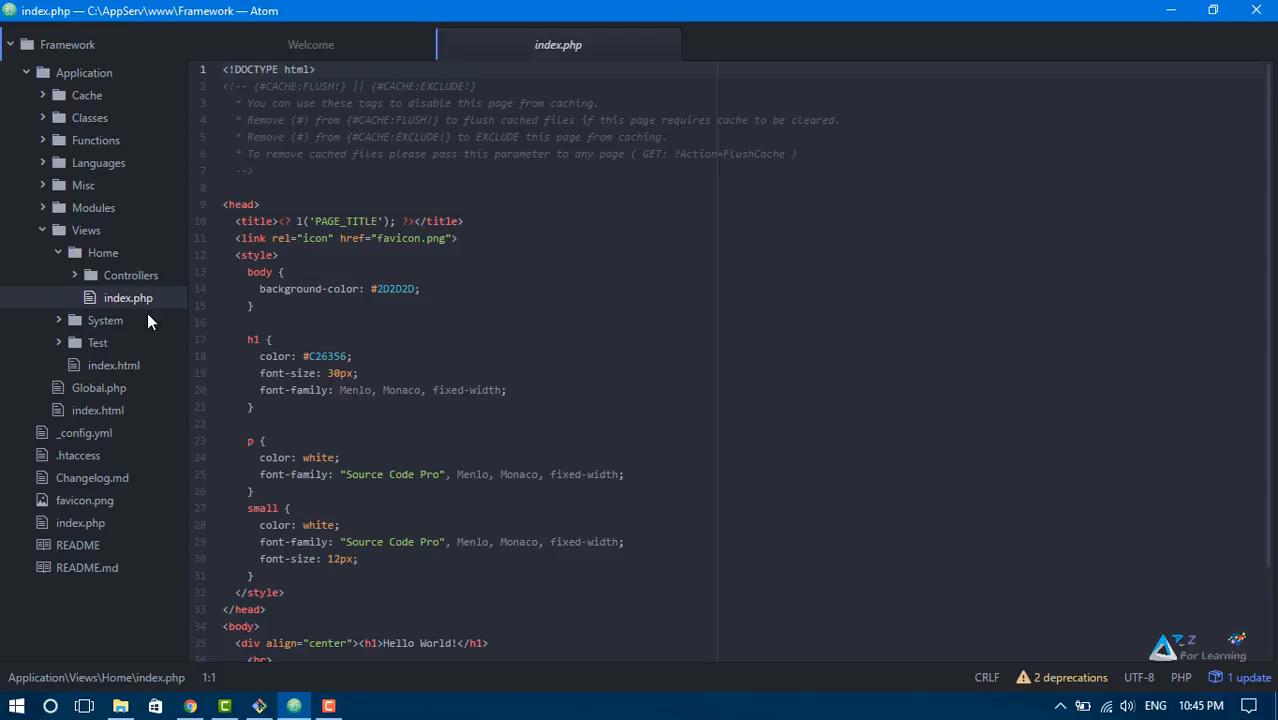 index.php — C:\AppServ\www\Framework — Atom
Framework
Welcome
index.php
Application
Cache
Classes
Functions
Languages
Misc
Modules
Views
Home
Controllers
index.php
System
Test
index.html
Global.php
index.html
_config.yml
.htaccess
Changelog.md
favicon.png
index.php
README
README.md
1 <!DOCTYPE html>
2 <!-- {#CACHE:FLUSH!} || {#CACHE:EXCLUDE!}
3 * You can use these tags to disable this page from caching.
4 * Remove (#) from {#CACHE:FLUSH!} to flush cached files if this page requires cache to be cleared.
5 * Remove (#) from {#CACHE:EXCLUDE!} to EXCLUDE this page from caching.
6 * To remove cached files please pass this parameter to any page ( GET: ?Action=FlushCache )
7 -->
8
9 <head>
10 <title><? l('PAGE_TITLE'); ?></title>
11 <link rel="icon" href="favicon.png">
12 <style>
13 body {
14 background-color: #2D2D2D;
15 }
16
17 h1 {
18 color: #C26356;
19 font-size: 30px;
20 font-family: Menlo, Monaco, fixed-width;
21 }
22
23 p {
24 color: white;
25 font-family: "Source Code Pro", Menlo, Monaco, fixed-width;
26 }
27 small {
28 color: white;
29 font-family: "Source Code Pro", Menlo, Monaco, fixed-width;
30 font-size: 12px;
31 }
32 </style>
33 </head>
34 <body>
35 <div align="center"><h1>Hello World!</h1>
36 <br>
A 2 Z
For Learning
Application\Views\Home\index.php 1:1
CRLF 2 deprecations UTF-8 PHP 1 update
ENG 10:45 PM